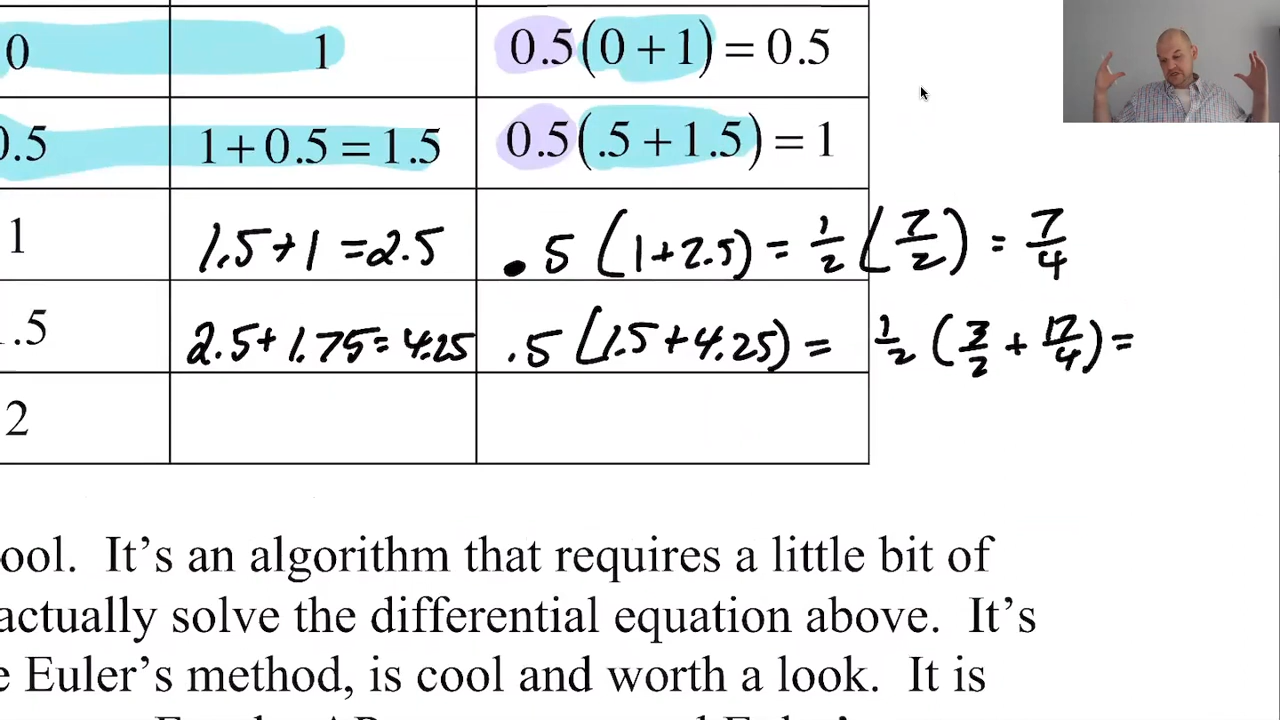 0 1 0.5(0 + 1) = 0.5
0.5 1 + 0.5 = 1.5 0.5(.5 + 1.5) = 1
1 1.5 + 1 = 2.5 .5 (1 + 2.5) = 1/2 (7/2) = 7/4
.5 2.5 + 1.75 = 4.25 .5 (1.5 + 4.25) = 1/2 (3/2 + 17/4) =
2
ool. It's an algorithm that requires a little bit of
actually solve the differential equation above. It's
e Euler's method, is cool and worth a look. It is